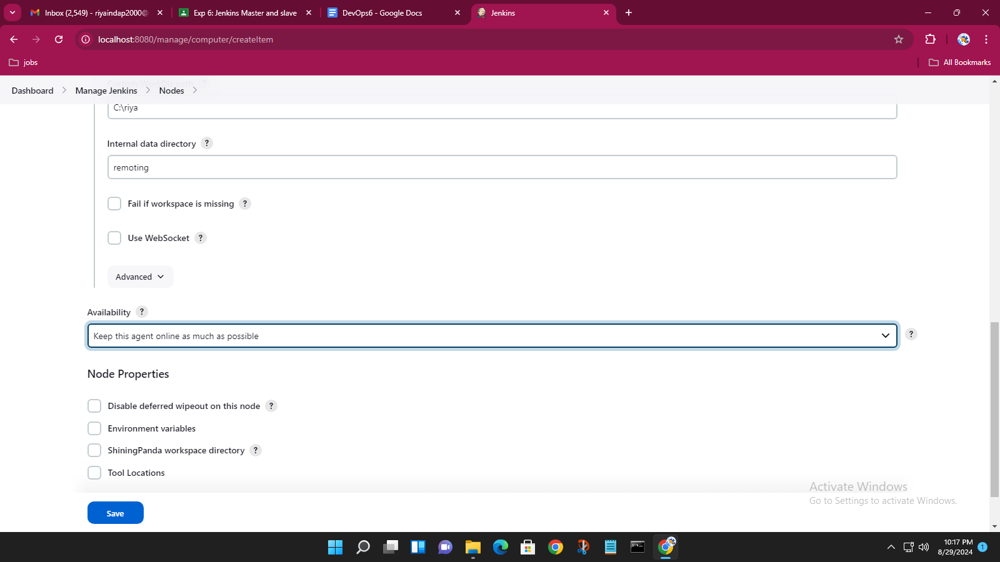 Inbox (2,549) - riyaindap2000@
Exp 6: Jenkins Master and slave
DevOps6 - Google Docs
Jenkins
localhost:8080/manage/computer/createItem
jobs
All Bookmarks
Custom WorkDir path ?
Dashboard
Manage Jenkins
Nodes
C:\riya
Internal data directory ?
remoting
Fail if workspace is missing ?
Use WebSocket ?
Advanced
Availability ?
Keep this agent online as much as possible
?
Node Properties
Disable deferred wipeout on this node ?
Environment variables
ShiningPanda workspace directory ?
Tool Locations
Activate Windows
Go to Settings to activate Windows.
Save
10:17 PM
8/29/2024
1